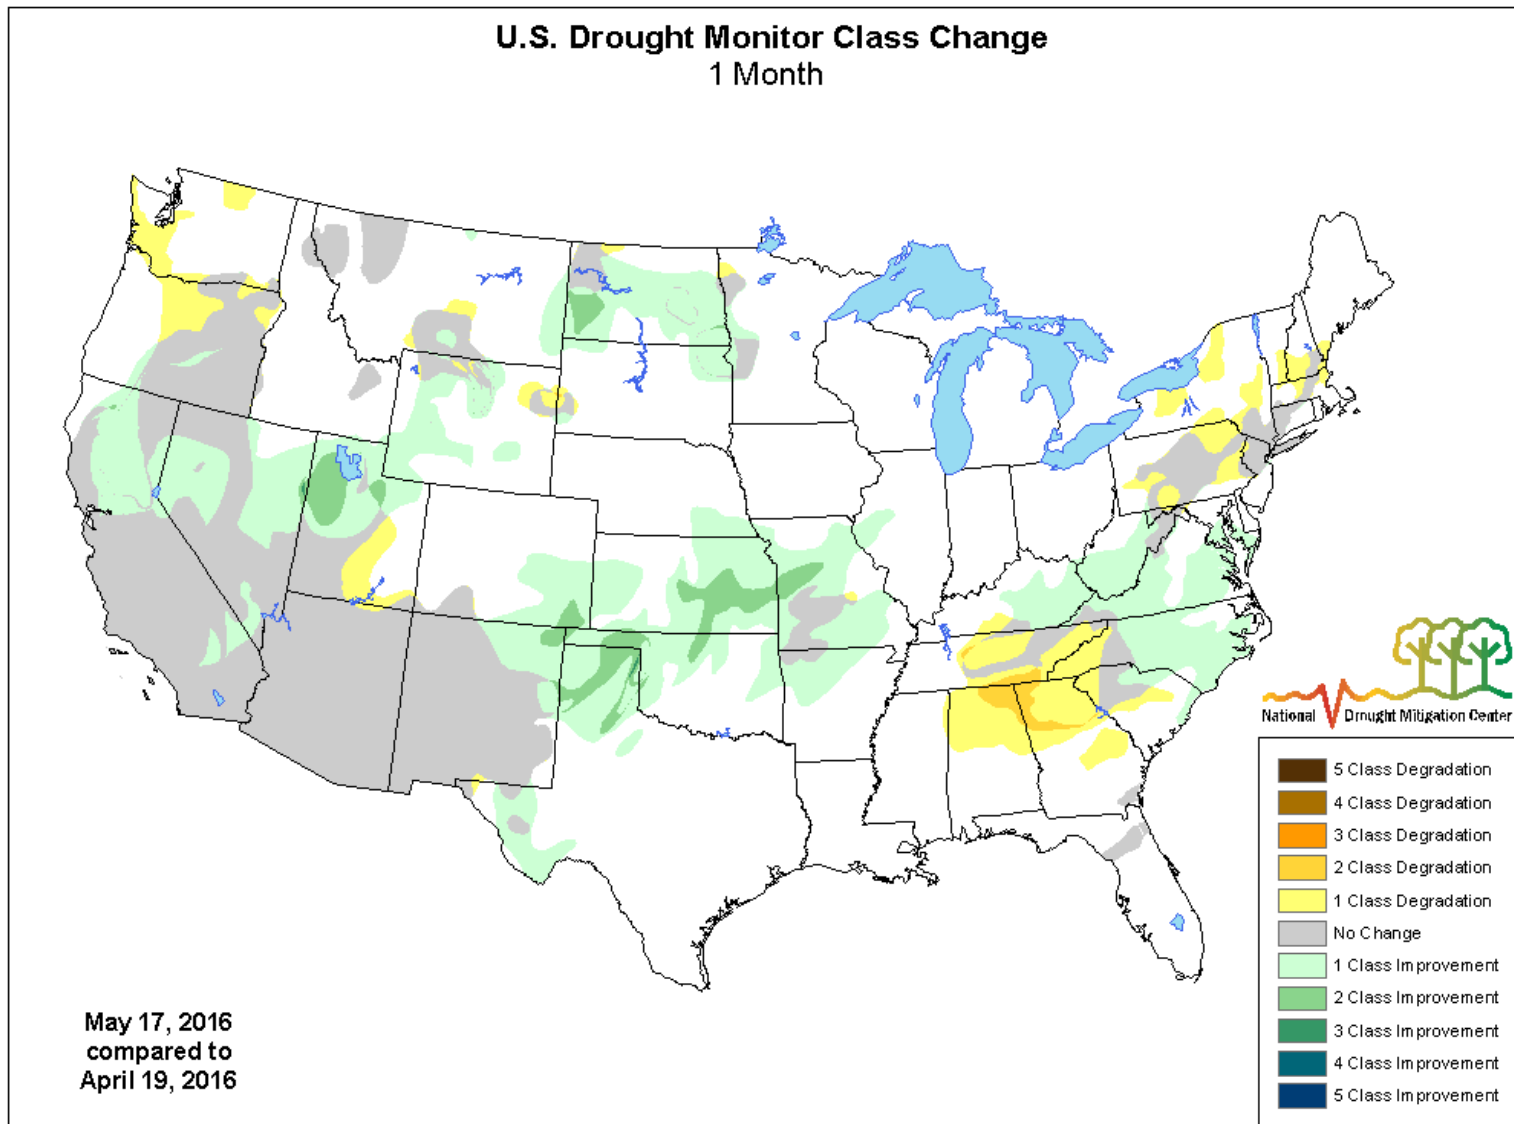 U.S. Drought Monitor Class Change
1 Month
National Drought Mitigation Center
5 Class Degradation
4 Class Degradation
3 Class Degradation
2 Class Degradation
1 Class Degradation
No Change
1 Class Improvement
2 Class Improvement
3 Class Improvement
4 Class Improvement
5 Class Improvement
May 17, 2016
compared to
April 19, 2016